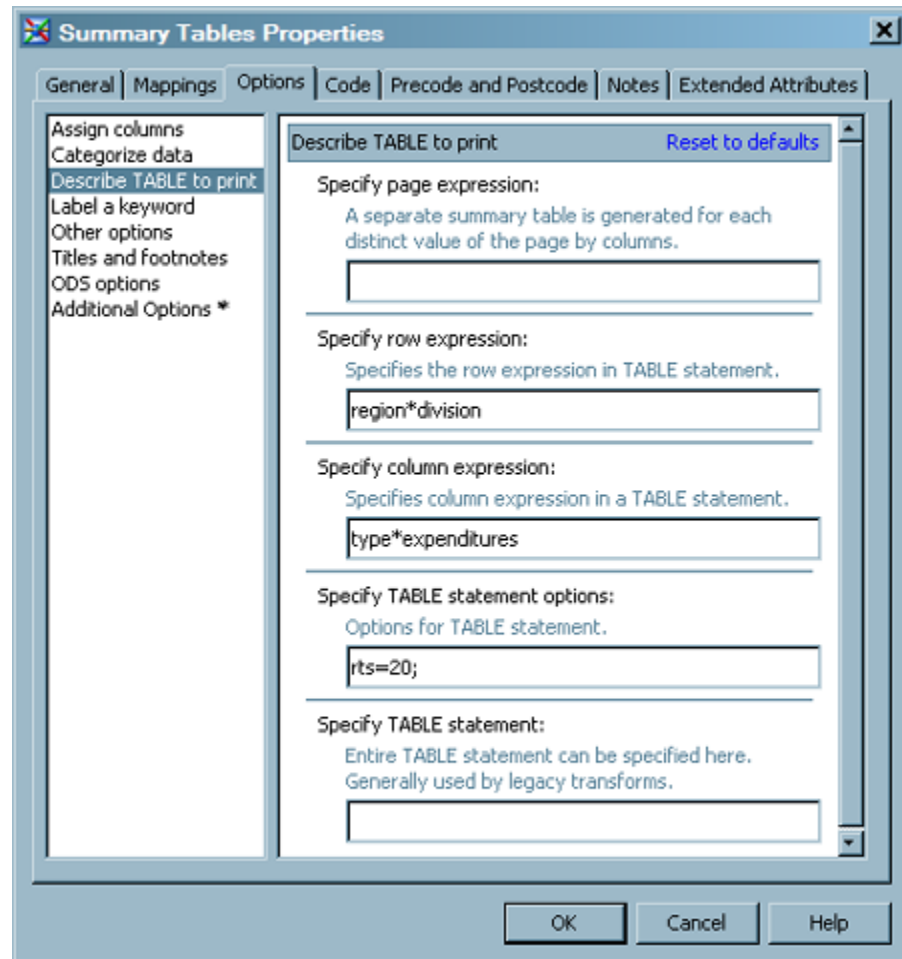 Summary Tables Properties
General Mappings Options Code Precode and Postcode Notes Extended Attributes
Assign columns
Categorize data
Describe TABLE to print
Label a keyword
Other options
Titles and footnotes
ODS options
Additional Options *
Describe TABLE to print Reset to defaults
Specify page expression:
A separate summary table is generated for each
distinct value of the page by columns.
Specify row expression:
Specifies the row expression in TABLE statement.
region*division
Specify column expression:
Specifies column expression in a TABLE statement.
type*expenditures
Specify TABLE statement options:
Options for TABLE statement.
rts=20;
Specify TABLE statement:
Entire TABLE statement can be specified here.
Generally used by legacy transforms.
OK Cancel Help